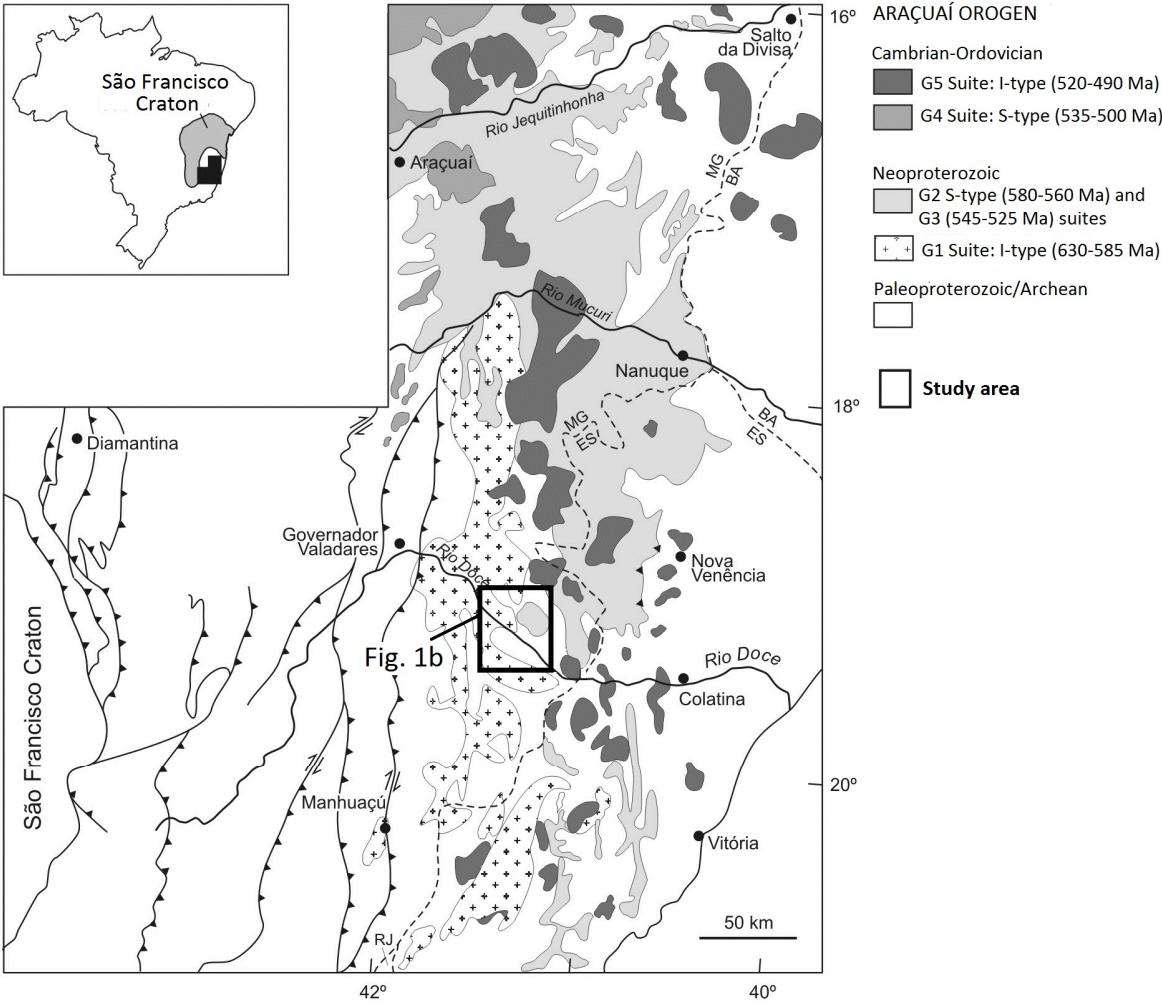 São Francisco
Craton
16º
Salto
da Divisa
Rio Jequitinhonha
Araçuaí
MG
BA
Rio Mucuri
Nanuque
18º
BA
ES
MG
ES
Diamantina
Governador
Valadares
Rio Doce
Nova
Venência
Fig. 1b
Rio Doce
Colatina
São Francisco Craton
20º
Manhuaçú
Vitória
50 km
RJ
42º
40º
ARAÇUAÍ OROGEN
Cambrian-Ordovician
G5 Suite: I-type (520-490 Ma)
G4 Suite: S-type (535-500 Ma)
Neoproterozoic
G2 S-type (580-560 Ma) and
G3 (545-525 Ma) suites
G1 Suite: I-type (630-585 Ma)
Paleoproterozoic/Archean
Study area